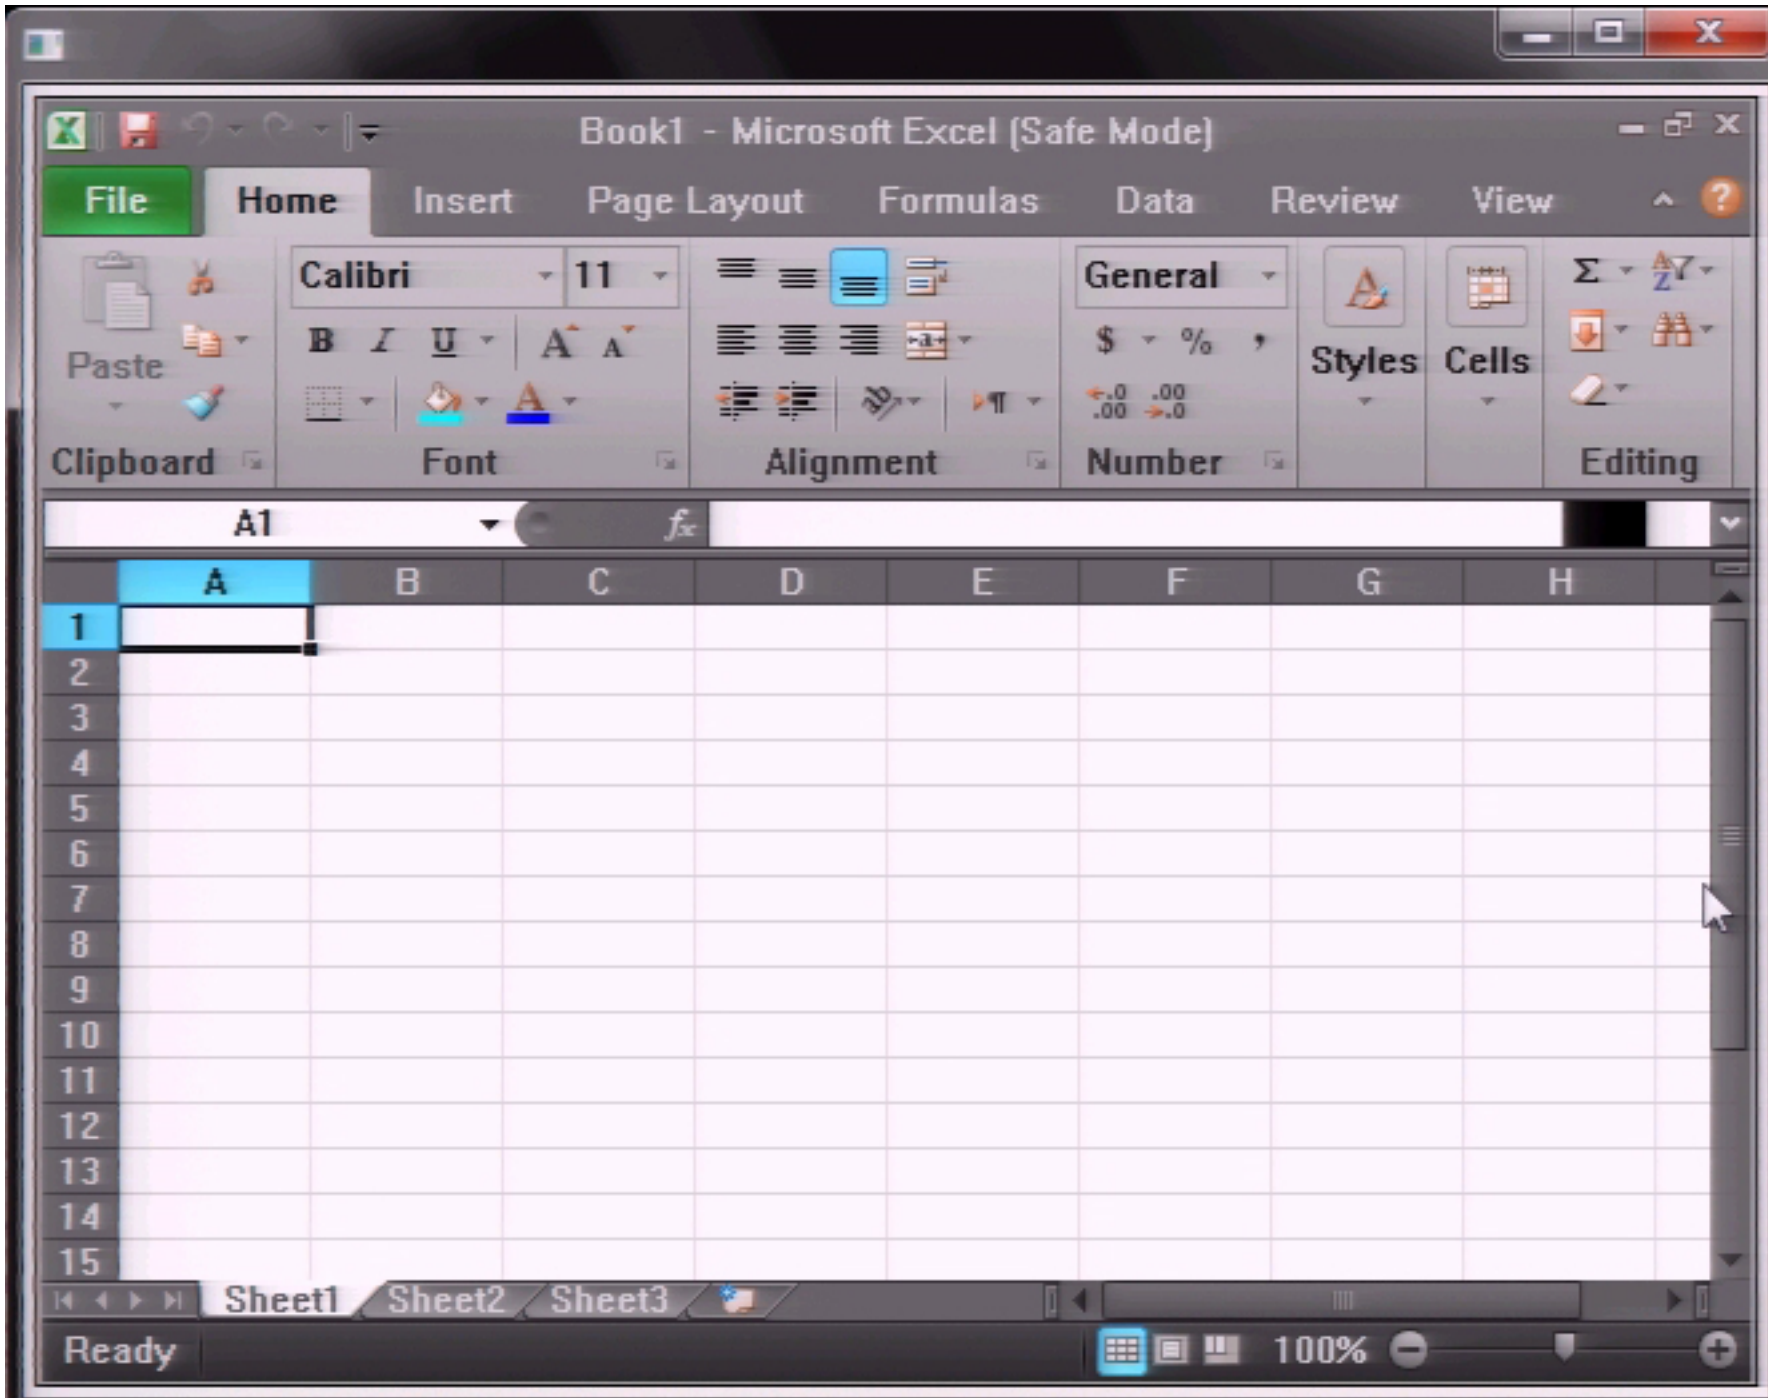 Book1 - Microsoft Excel (Safe Mode)
File Home Insert Page Layout Formulas Data Review View
Calibri 11 General
B I U A A $ % ,
Paste Styles Cells
Clipboard Font Alignment Number Editing
A1 fx
A B C D E F G H
1
2
3
4
5
6
7
8
9
10
11
12
13
14
15
Sheet1 Sheet2 Sheet3
Ready 100%